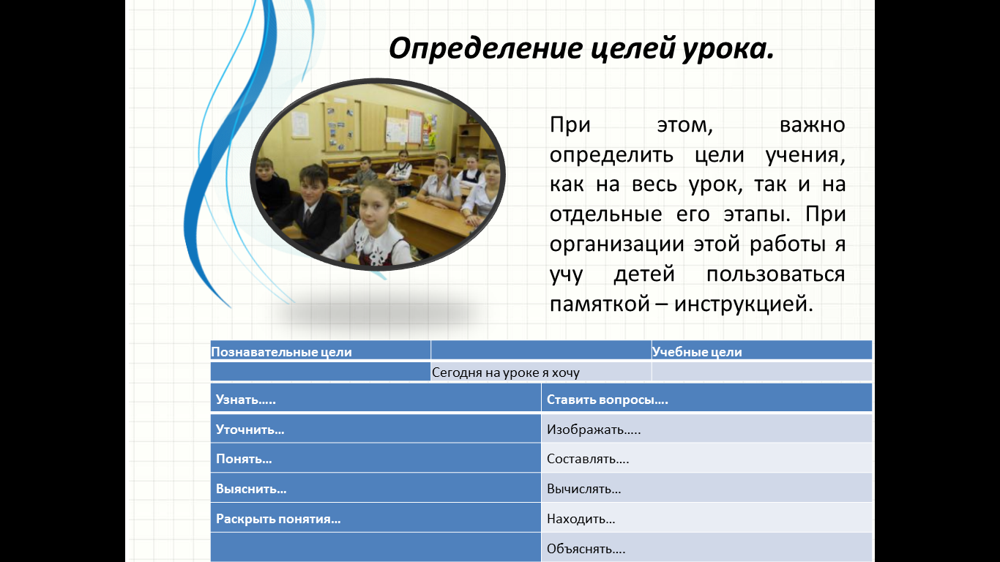 Определение целей урока.
При этом, важно
определить цели учения,
как на весь урок, так и на
отдельные его этапы. При
организации этой работы я
учу детей пользоваться
памяткой – инструкцией.
Познавательные цели Учебные цели
Сегодня на уроке я хочу
Узнать….. Ставить вопросы….
Уточнить… Изображать…..
Понять… Составлять….
Выяснить… Вычислять…
Раскрыть понятия… Находить…
Объяснять….